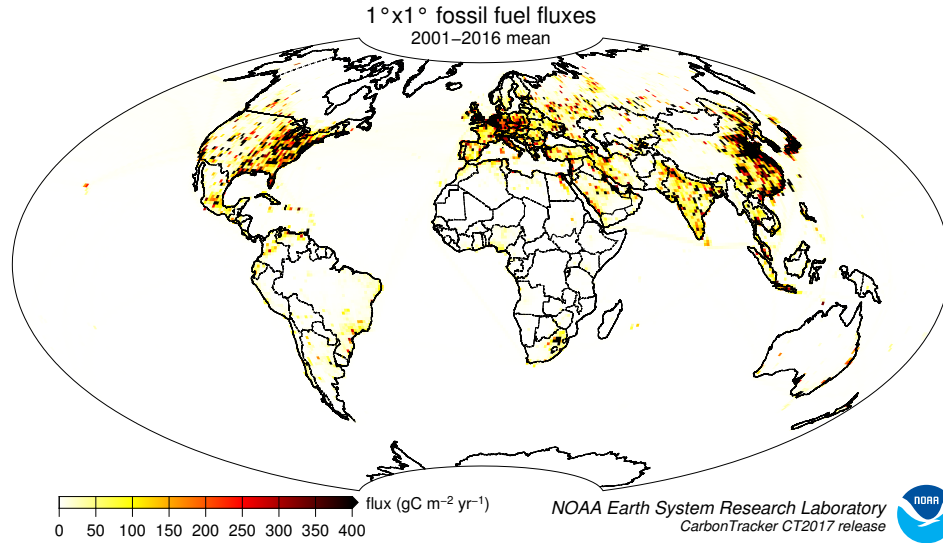 1°x1° fossil fuel fluxes
2001−2016 mean
0 50 100 150 200 250 300 350 400
flux (gC m⁻² yr⁻¹)
NOAA Earth System Research Laboratory
CarbonTracker CT2017 release
NOAA